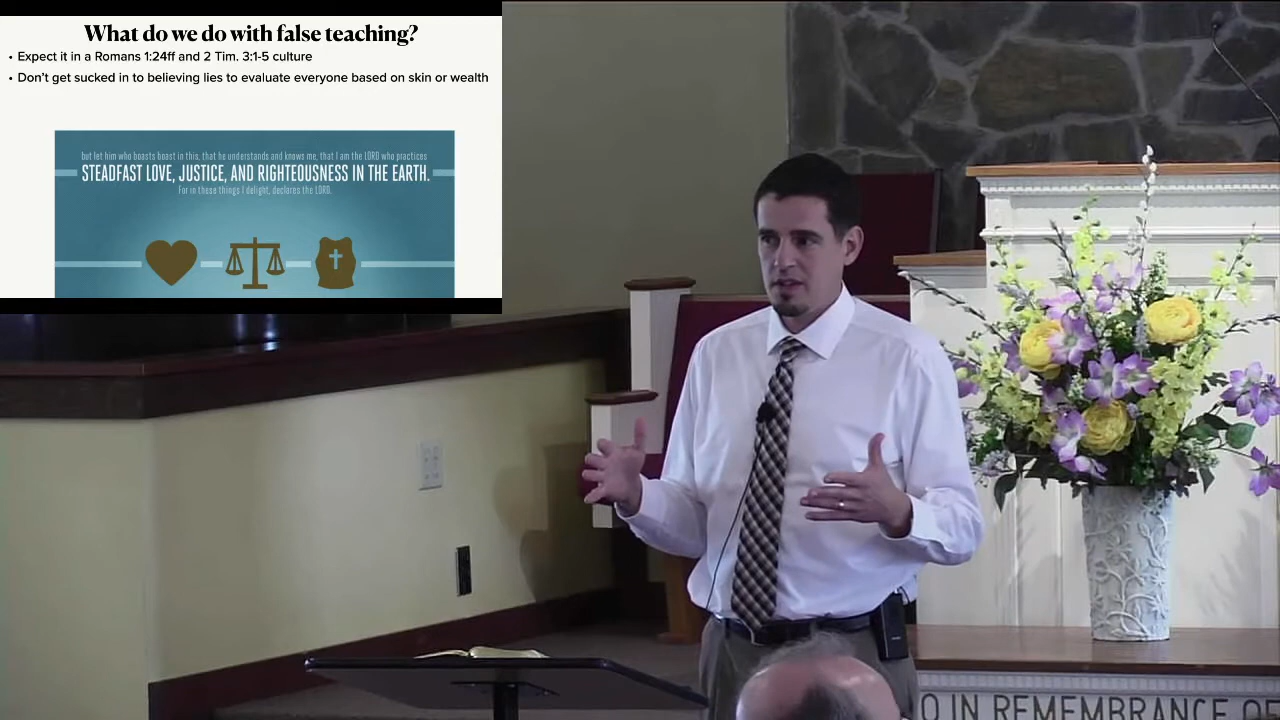 What do we do with false teaching?
• Expect it in a Romans 1:24ff and 2 Tim. 3:1-5 culture
• Don't get sucked in to believing lies to evaluate everyone based on skin or wealth
but let him who boasts boast in this, that he understands and knows me, that I am the LORD who practices
STEADFAST LOVE, JUSTICE, AND RIGHTEOUSNESS IN THE EARTH.
For in these things I delight, declares the LORD.
O IN REMEMBRANCE OF